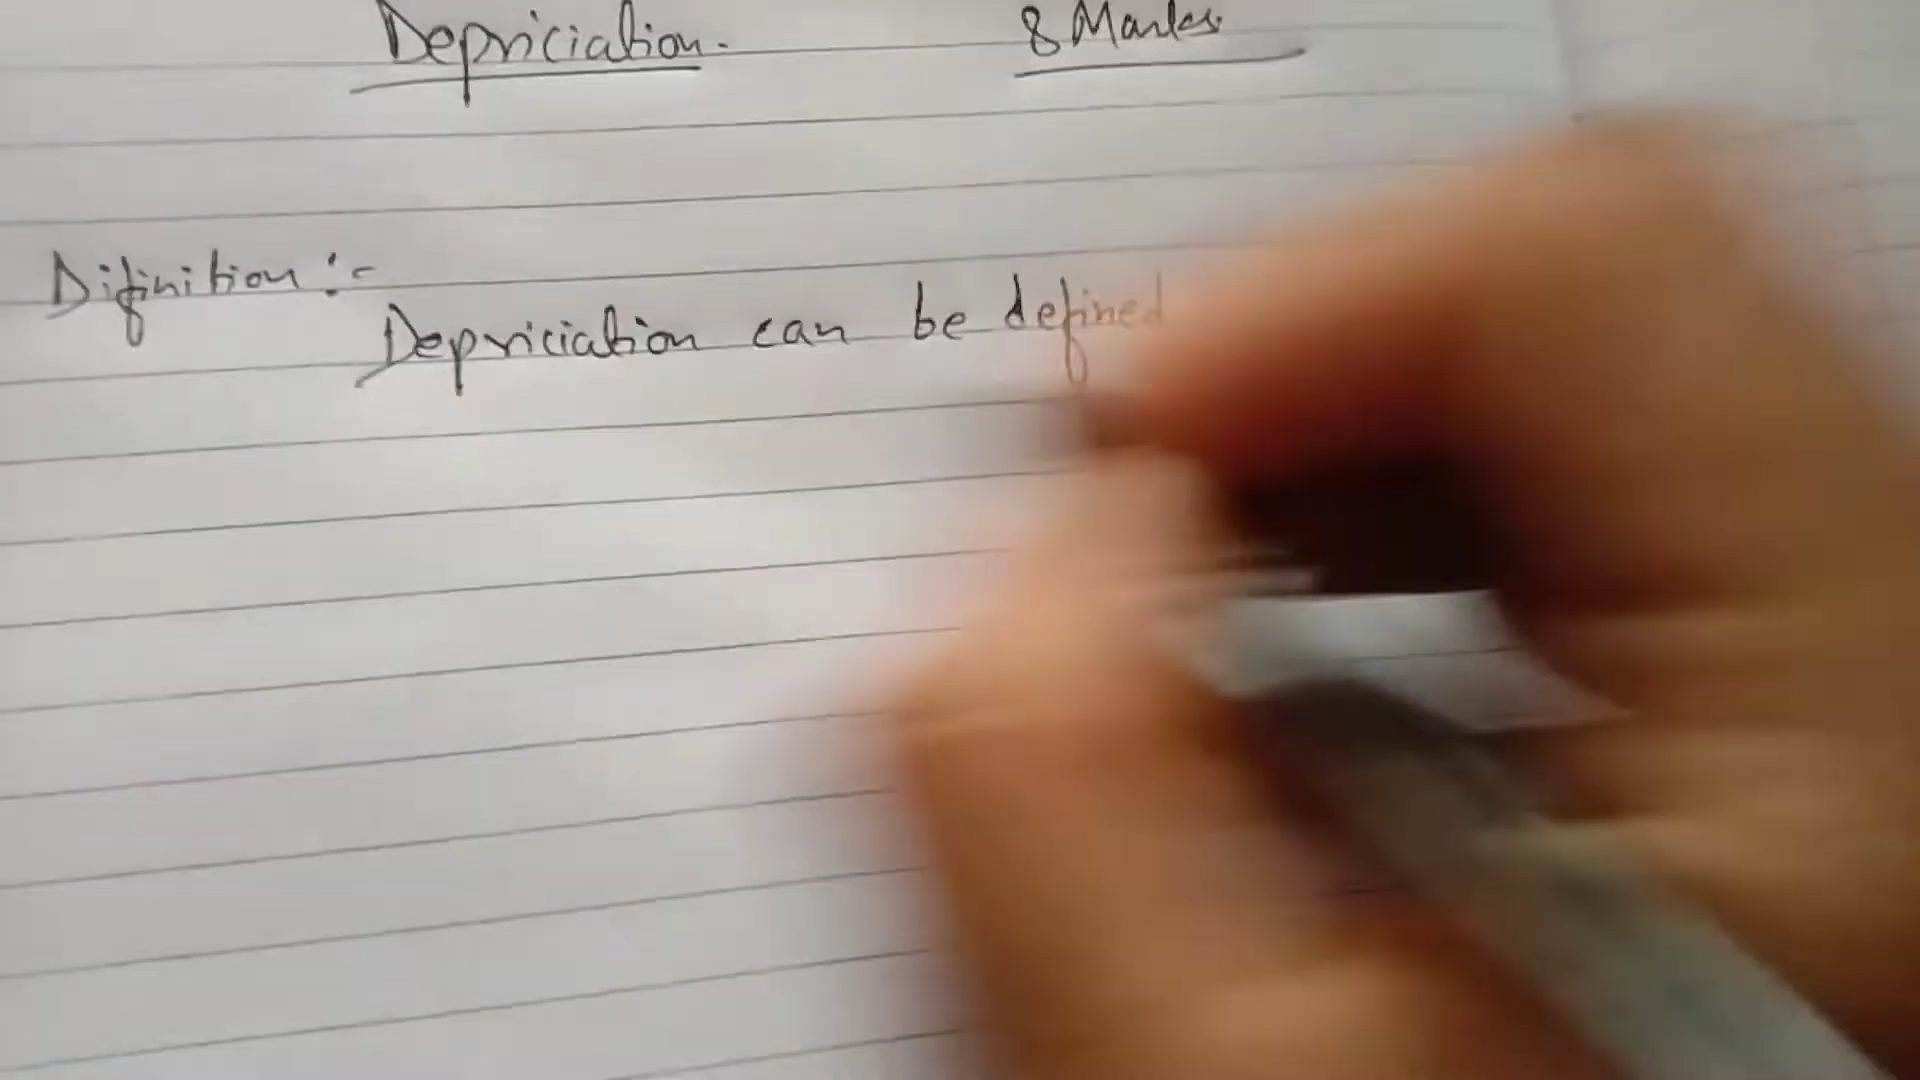 Depriciation. 8 Marks.
Difinition :-
Depriciation can be defined